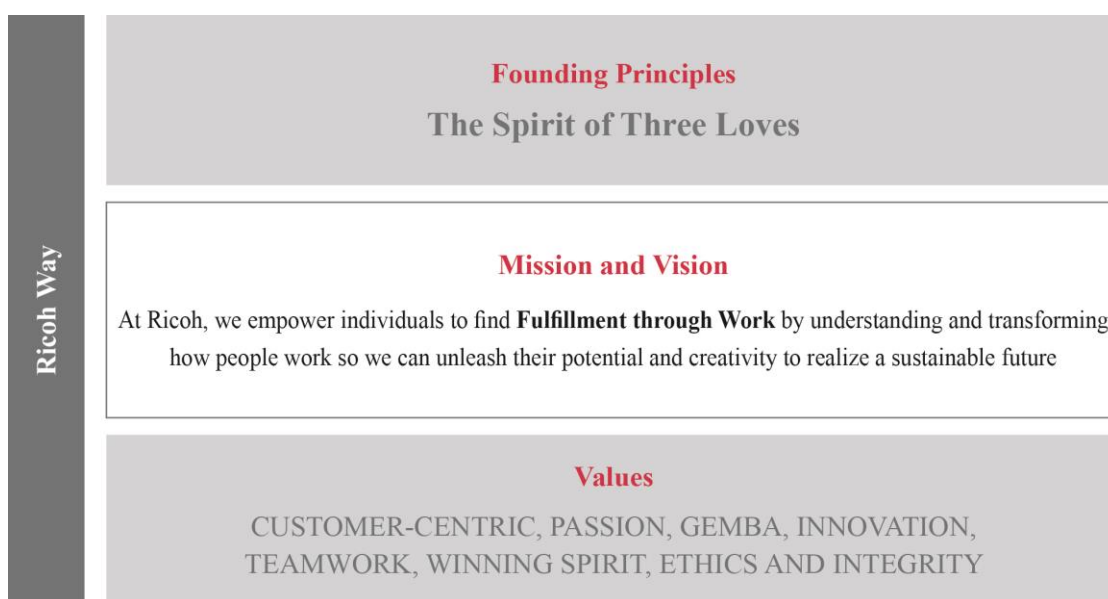 Ricoh Way
Founding Principles
The Spirit of Three Loves
Mission and Vision
At Ricoh, we empower individuals to find Fulfillment through Work by understanding and transforming
how people work so we can unleash their potential and creativity to realize a sustainable future
Values
CUSTOMER-CENTRIC, PASSION, GEMBA, INNOVATION,
TEAMWORK, WINNING SPIRIT, ETHICS AND INTEGRITY